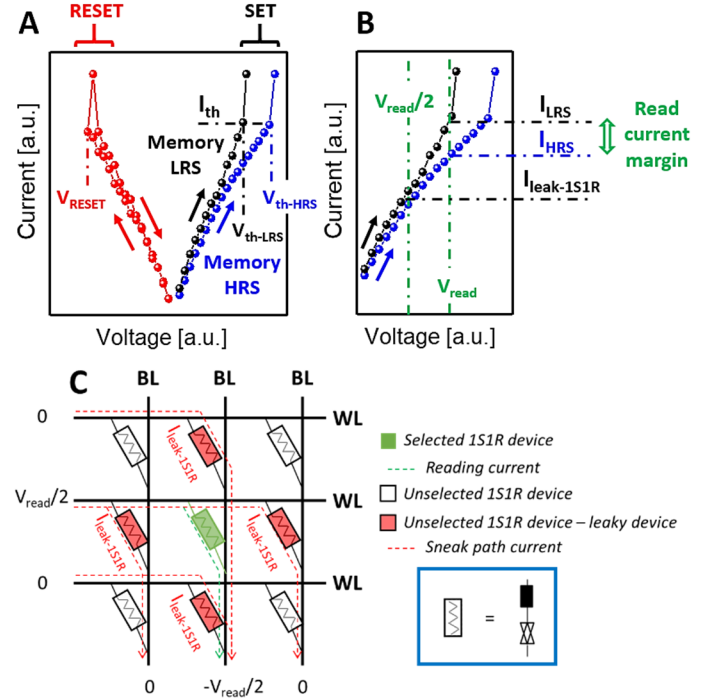 A
RESET
SET
Current [a.u.]
I_th
Memory
LRS
V_RESET
V_th-HRS
V_th-LRS
Memory
HRS
Voltage [a.u.]
B
Current [a.u.]
V_read/2
I_LRS
I_HRS
I_leak-1S1R
Read
current
margin
V_read
Voltage [a.u.]
C
BL BL BL
0 WL
I_leak-1S1R
V_read/2 WL
I_leak-1S1R I_leak-1S1R
0 WL
I_leak-1S1R
0 -V_read/2 0
Selected 1S1R device
Reading current
Unselected 1S1R device
Unselected 1S1R device – leaky device
Sneak path current
=